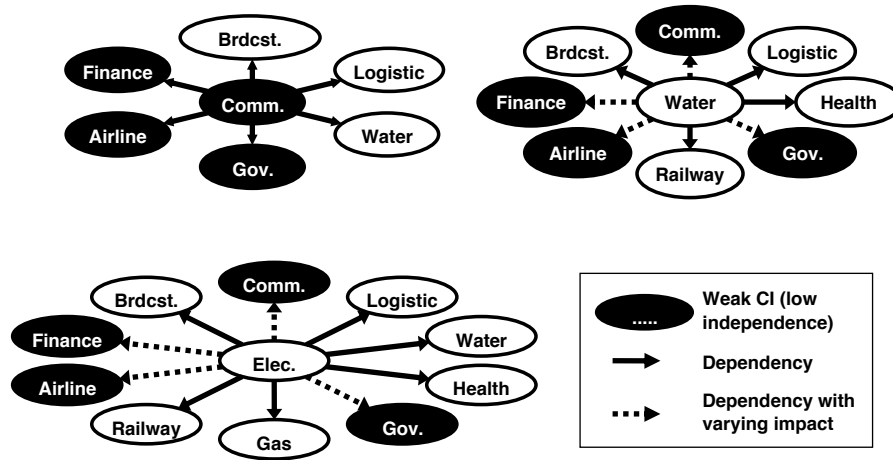 Brdcst.
Finance
Logistic
Comm.
Airline
Water
Gov.
Comm.
Brdcst.
Logistic
Finance
Water
Health
Airline
Gov.
Railway
Comm.
Brdcst.
Logistic
Finance
Water
Elec.
Airline
Health
Railway
Gas
Gov.
.....
Weak CI (low
independence)
Dependency
Dependency with
varying impact